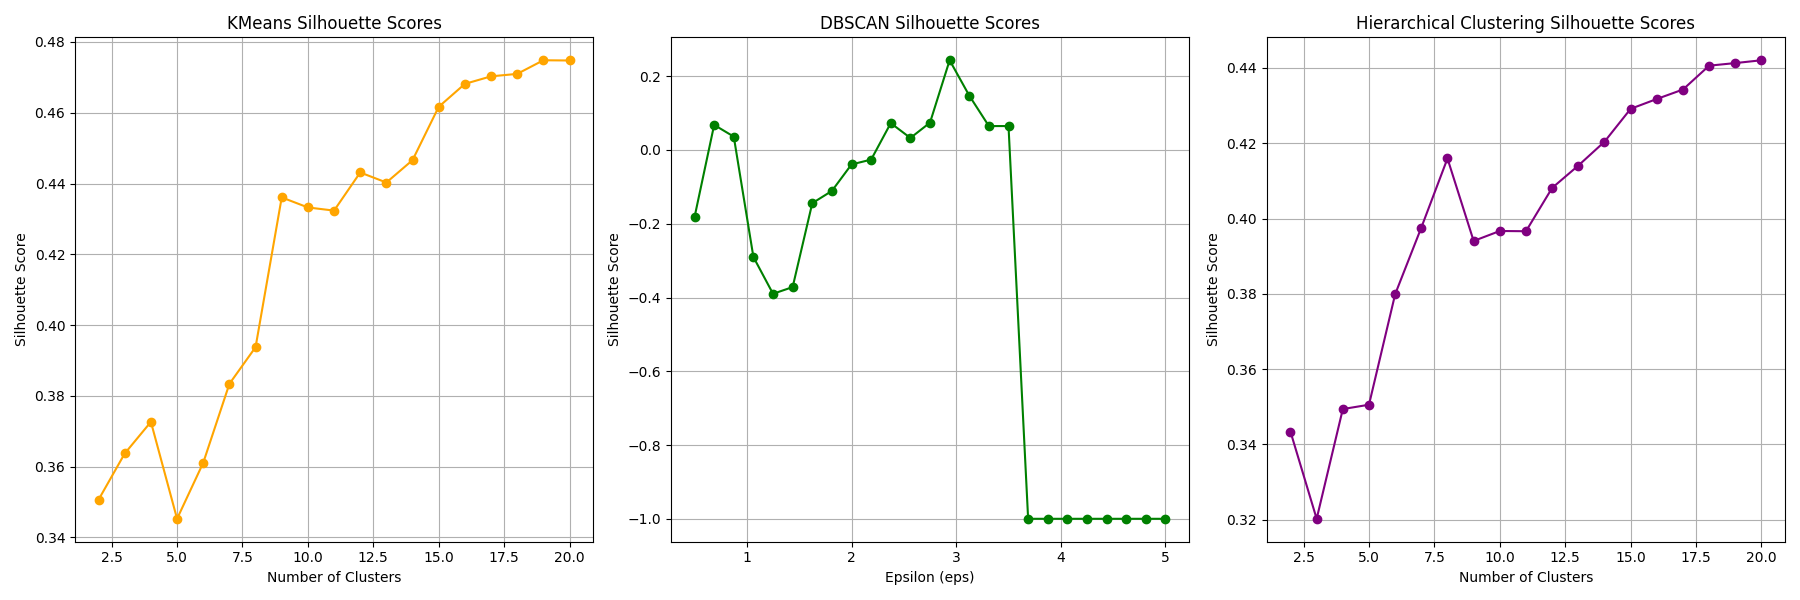 KMeans Silhouette Scores
Silhouette Score
0.48
0.46
0.44
0.42
0.40
0.38
0.36
0.34
2.5 5.0 7.5 10.0 12.5 15.0 17.5 20.0
Number of Clusters
DBSCAN Silhouette Scores
Silhouette Score
0.2
0.0
−0.2
−0.4
−0.6
−0.8
−1.0
1 2 3 4 5
Epsilon (eps)
Hierarchical Clustering Silhouette Scores
Silhouette Score
0.44
0.42
0.40
0.38
0.36
0.34
0.32
2.5 5.0 7.5 10.0 12.5 15.0 17.5 20.0
Number of Clusters